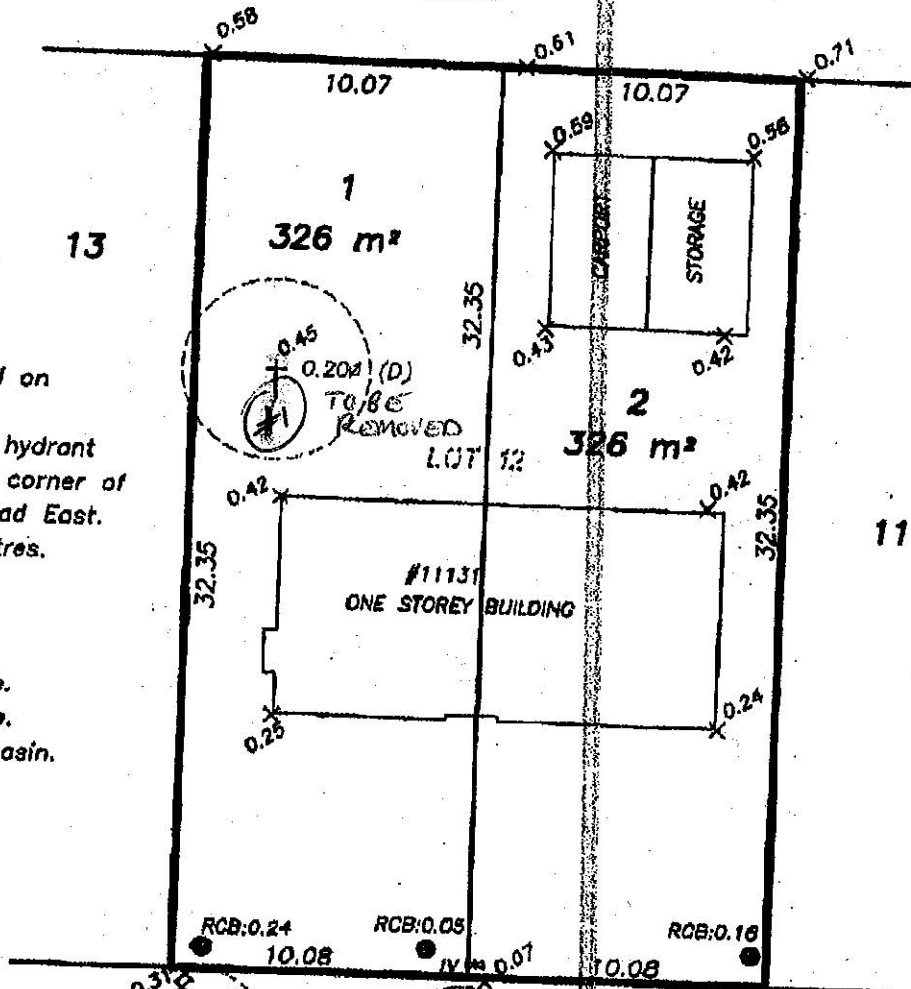 0.58
0.61
0.71
10.07
10.07
0.59
0.56
1
326 m²
13
CARPORT
STORAGE
32.35
0.45
0.43
0.42
0.20 (D)
#1
TO BE
REMOVED
d on
2
326 m²
LOT 12
hydrant
corner of
ad East.
tres.
0.42
0.42
32.35
32.35
11
#11131
ONE STOREY BUILDING
e.
e.
asin.
0.25
0.24
RCB:0.24
RCB:0.05
RCB:0.16
10.08
0.07
10.08
0.31